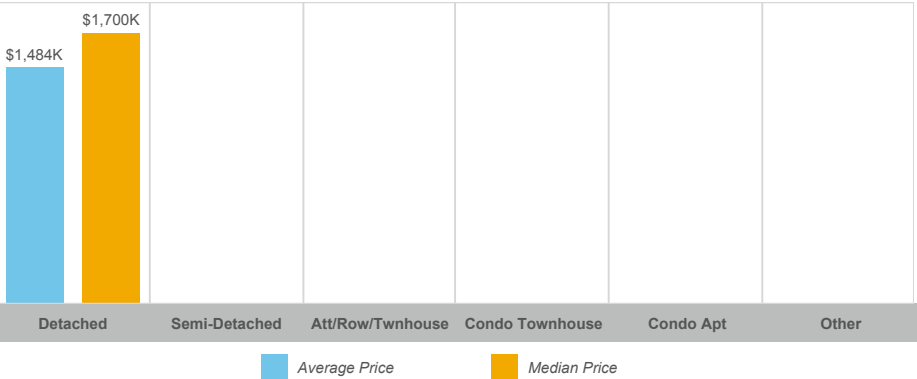 $1,700K
$1,484K
Detached Semi-Detached Att/Row/Twnhouse Condo Townhouse Condo Apt Other
Average Price Median Price